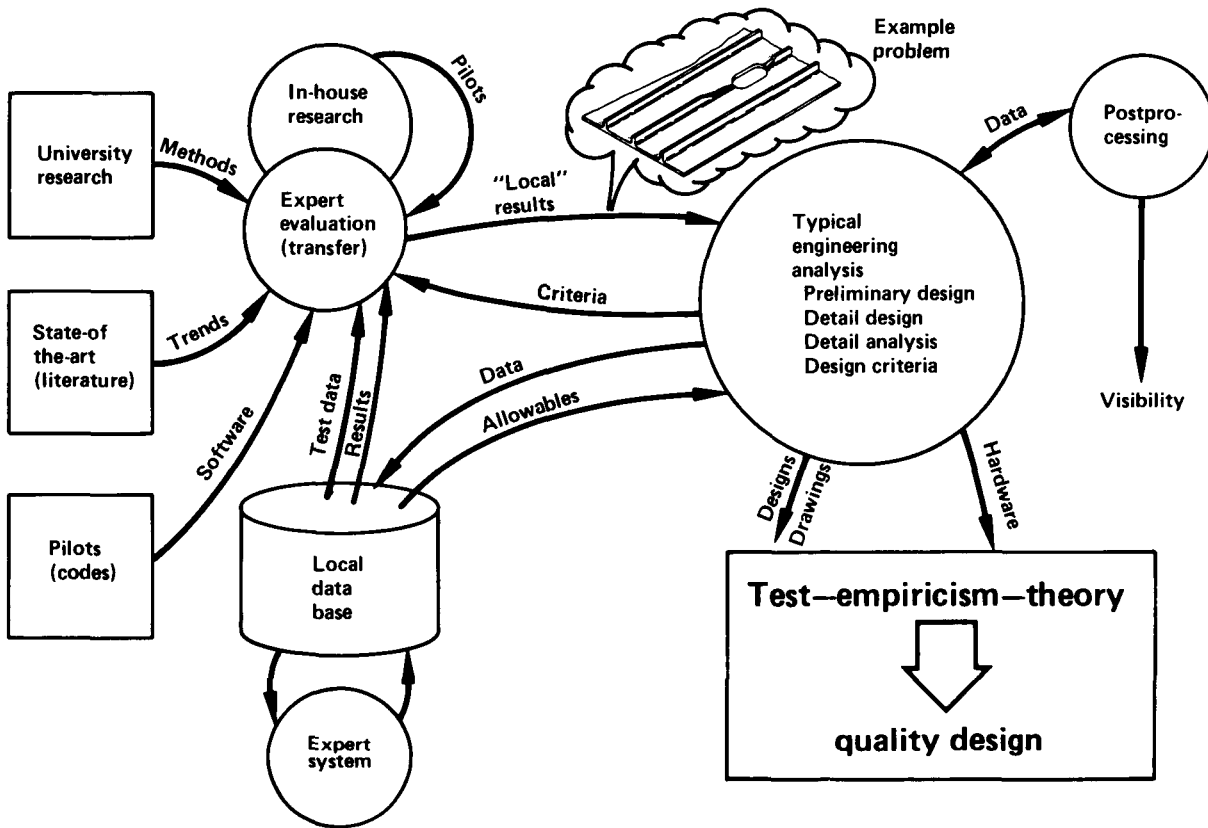 Example
problem
In-house
research
Pilots
University
research
Methods
Expert
evaluation
(transfer)
"Local"
results
Data
Postpro-
cessing
Typical
engineering
analysis
Preliminary design
Detail design
Detail analysis
Design criteria
State-of
the-art
(literature)
Trends
Criteria
Software
Test data
Results
Data
Allowables
Visibility
Pilots
(codes)
Local
data
base
Designs
Drawings
Hardware
Test—empiricism—theory
quality design
Expert
system